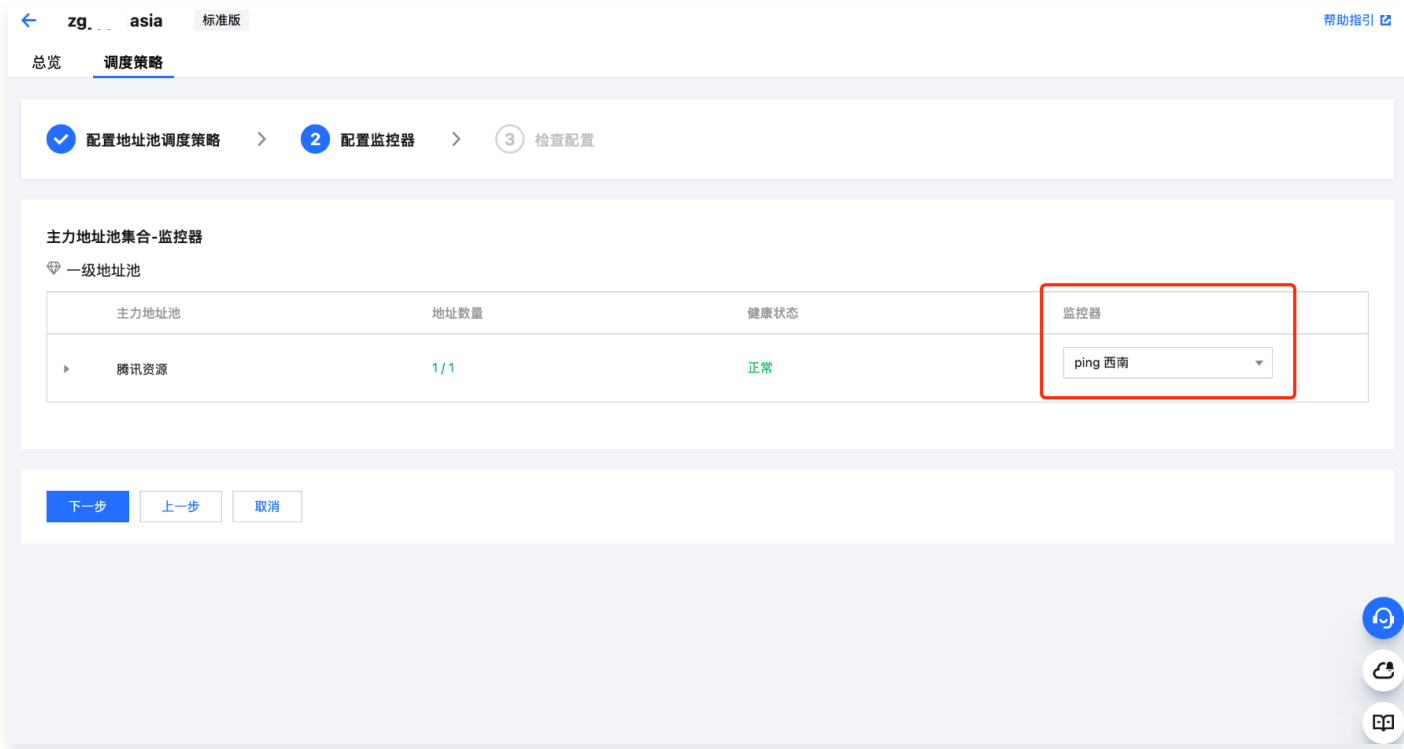 asia 标准版 帮助指引
总览 调度策略
配置地址池调度策略 2 配置监控器 3 检查配置
主力地址池集合-监控器
一级地址池
主力地址池 地址数量 健康状态 监控器
腾讯资源 1 / 1 正常 ping 西南
下一步 上一步 取消